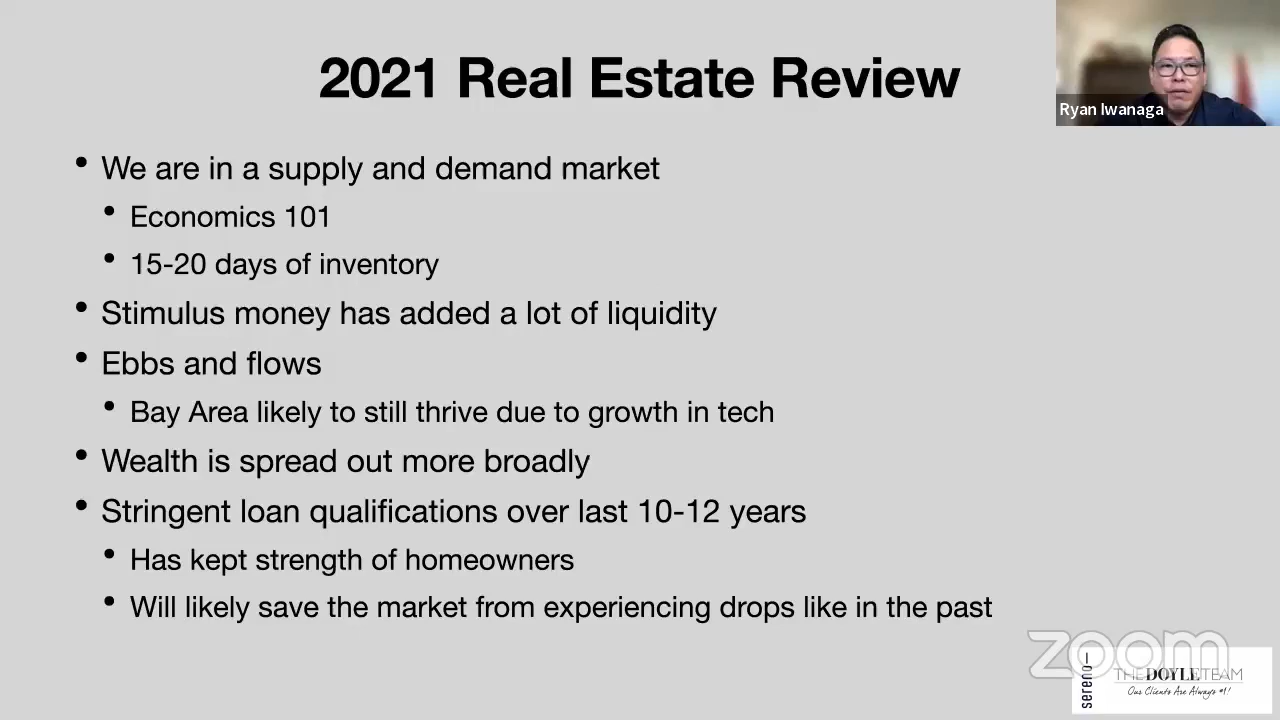 2021 Real Estate Review
Ryan Iwanaga
• We are in a supply and demand market
• Economics 101
• 15-20 days of inventory
• Stimulus money has added a lot of liquidity
• Ebbs and flows
• Bay Area likely to still thrive due to growth in tech
• Wealth is spread out more broadly
• Stringent loan qualifications over last 10-12 years
• Has kept strength of homeowners
• Will likely save the market from experiencing drops like in the past
zoom
sereno
THE DOYLE TEAM
Our Clients Are Always #1!